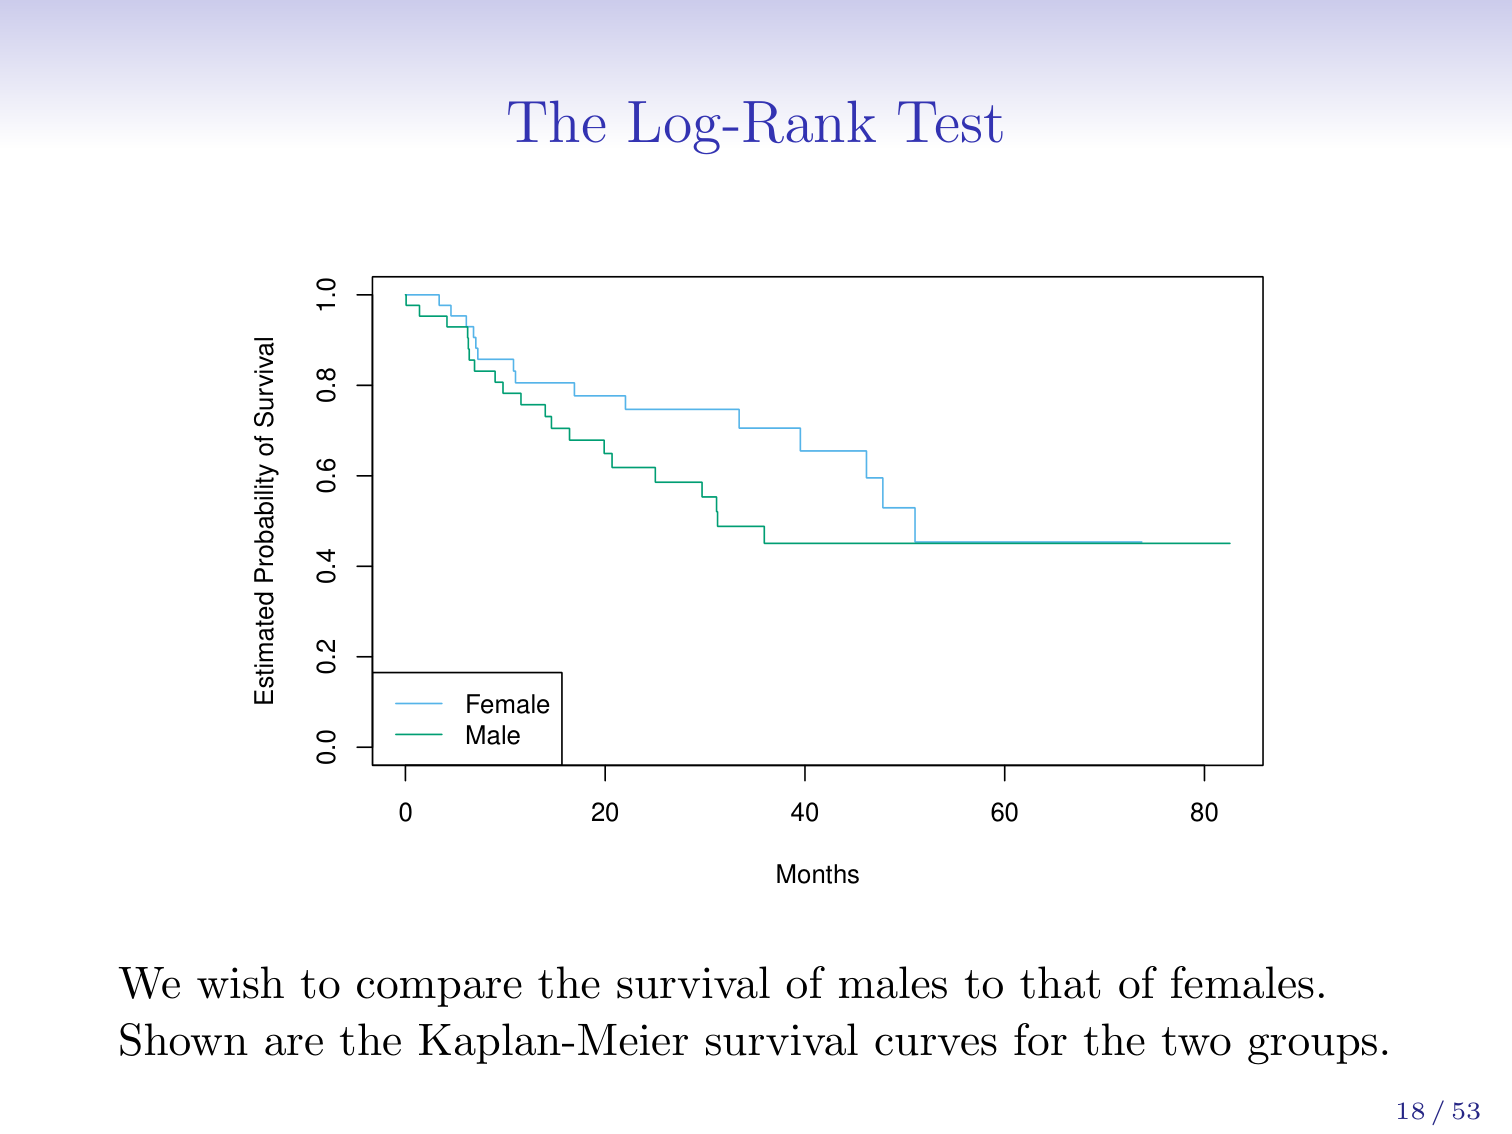 The Log-Rank Test
Estimated Probability of Survival
1.0
0.8
0.6
0.4
0.2
0.0
Female
Male
0 20 40 60 80
Months
We wish to compare the survival of males to that of females.
Shown are the Kaplan-Meier survival curves for the two groups.
18 / 53